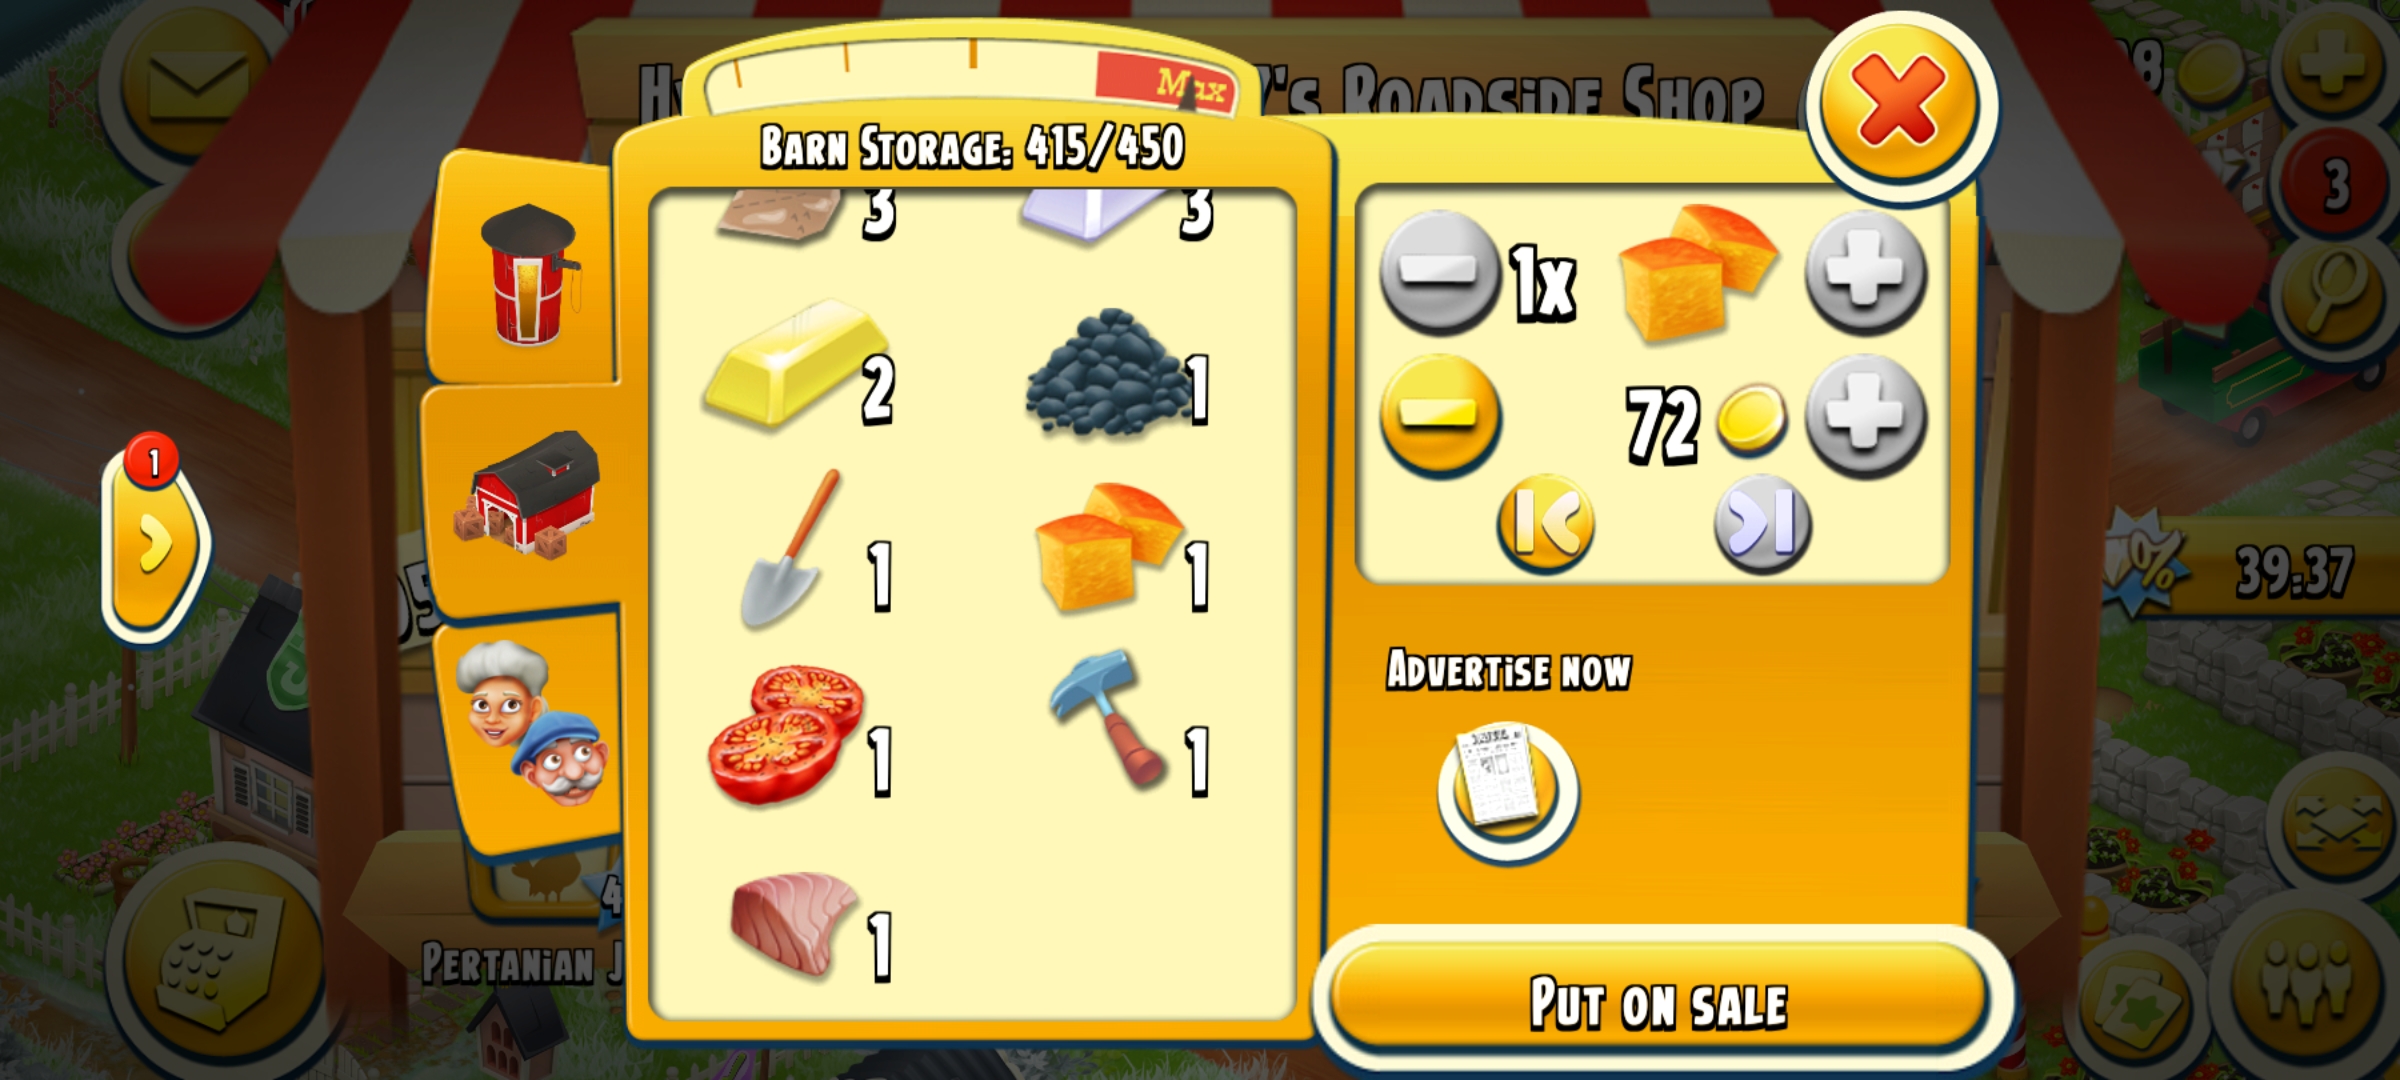 Max
Barn Storage: 415/450
's Roadside Shop
3
3
2
1
1
1
1
1
1
1x
72
Advertise now
Put on sale
1
3
39:37
Pertanian J